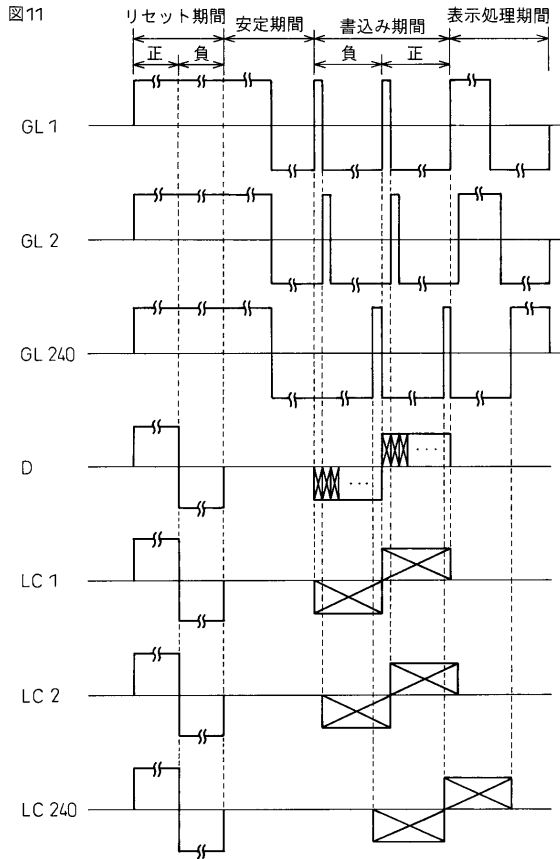 図11
リセット期間 安定期間 書込み期間 表示処理期間
正 負 負 正
GL 1
GL 2
GL 240
D
LC 1
LC 2
LC 240